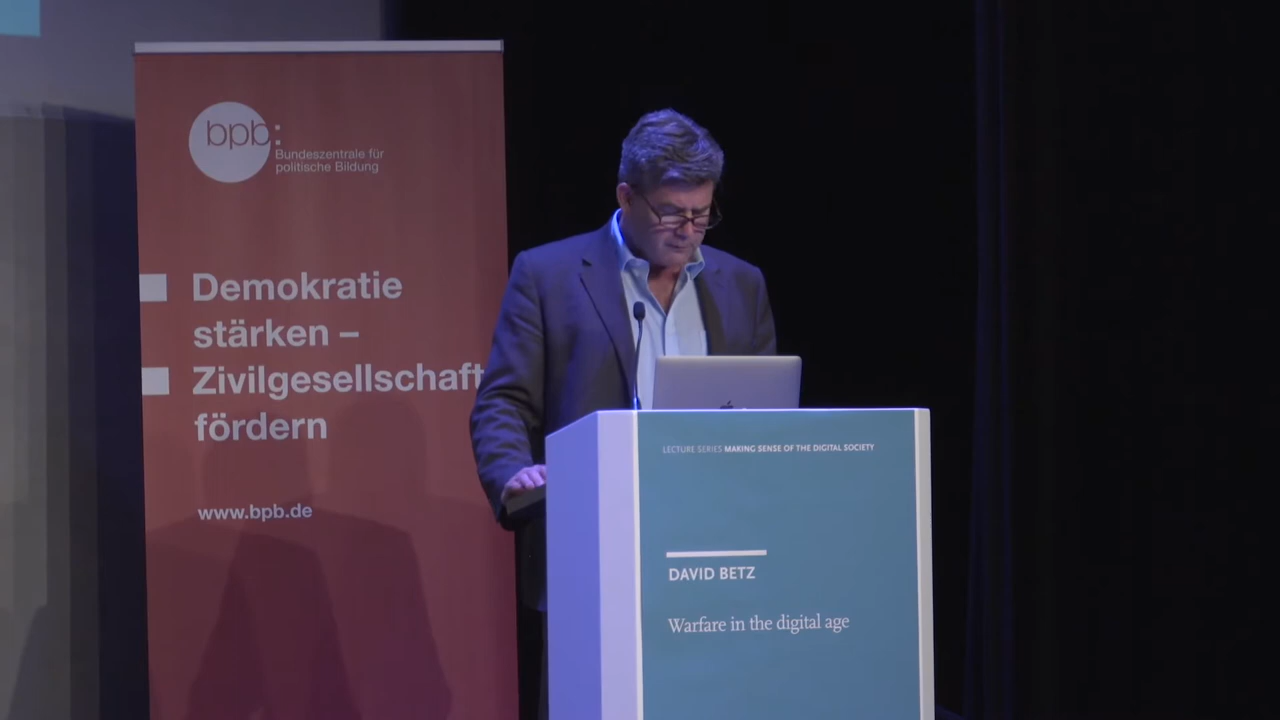 bpb:
Bundeszentrale für
politische Bildung
Demokratie
stärken –
Zivilgesellschaft
fördern
www.bpb.de
LECTURE SERIES MAKING SENSE OF THE DIGITAL SOCIETY
DAVID BETZ
Warfare in the digital age